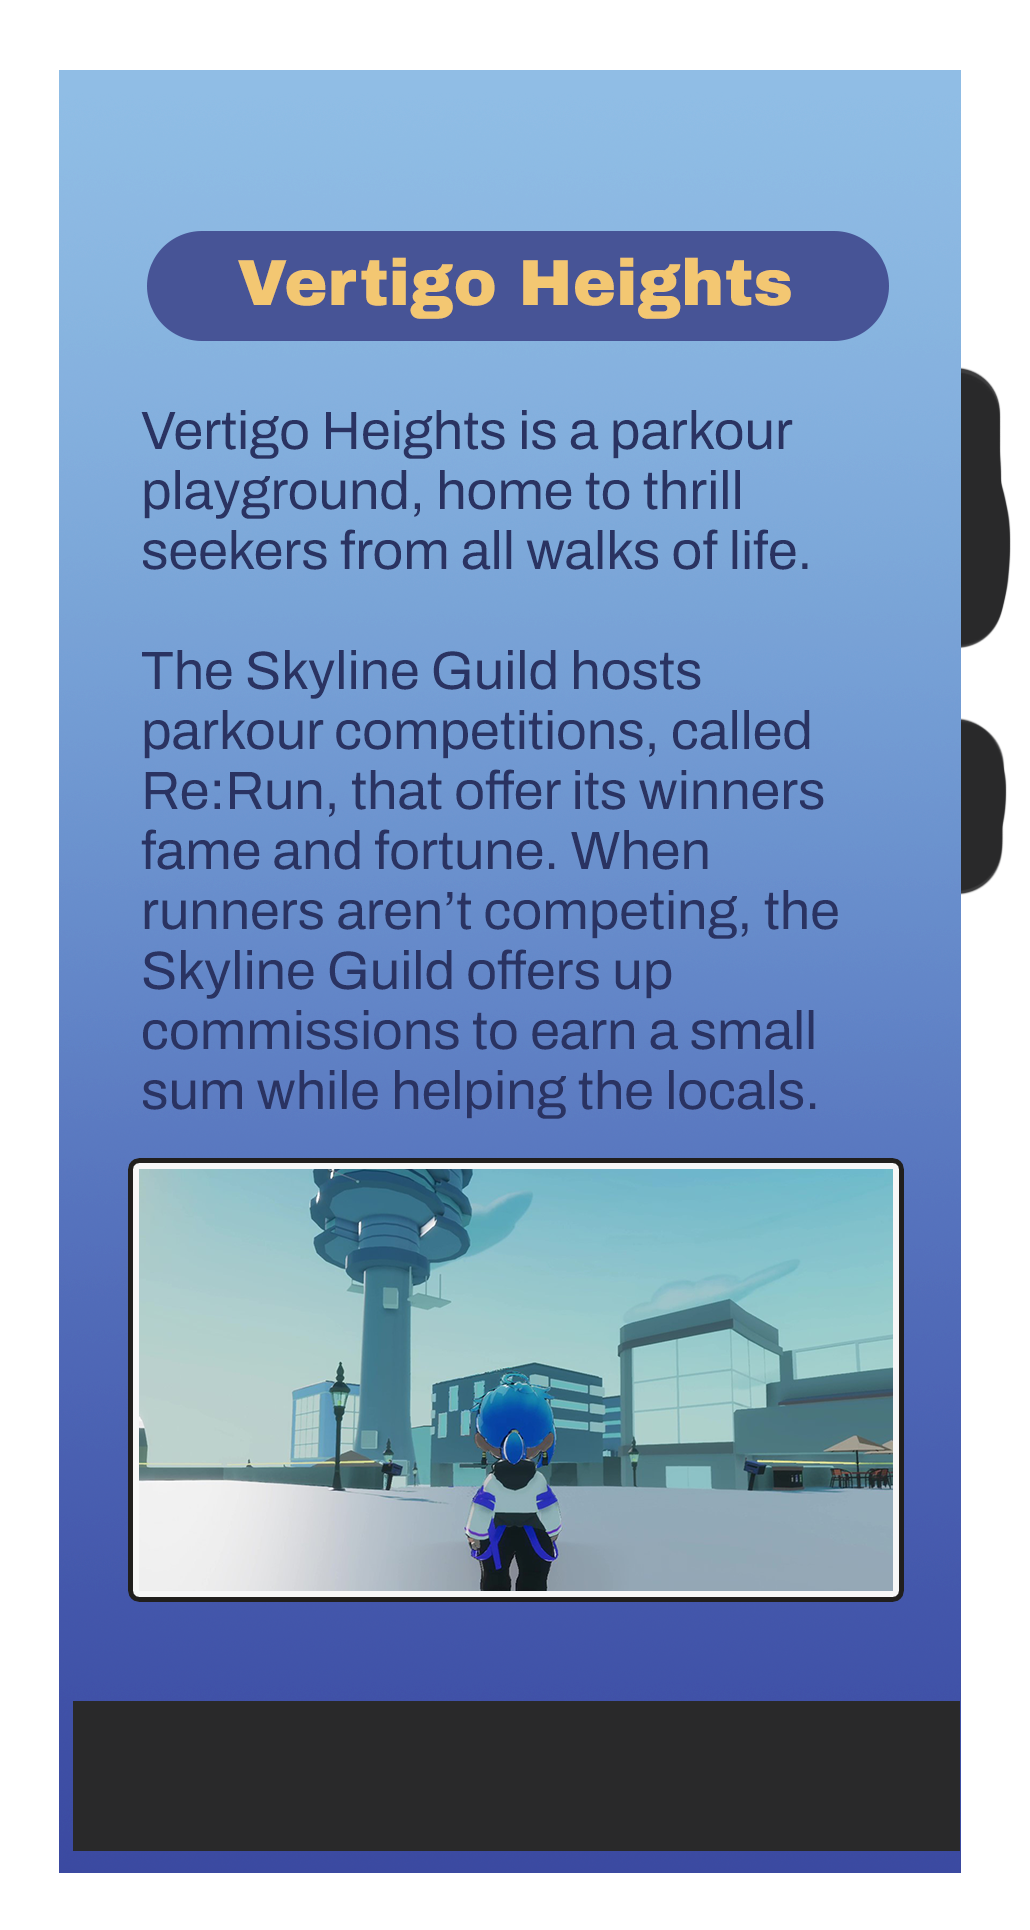 Vertigo Heights
Vertigo Heights is a parkour
playground, home to thrill
seekers from all walks of life.
The Skyline Guild hosts
parkour competitions, called
Re:Run, that offer its winners
fame and fortune. When
runners aren’t competing, the
Skyline Guild offers up
commissions to earn a small
sum while helping the locals.